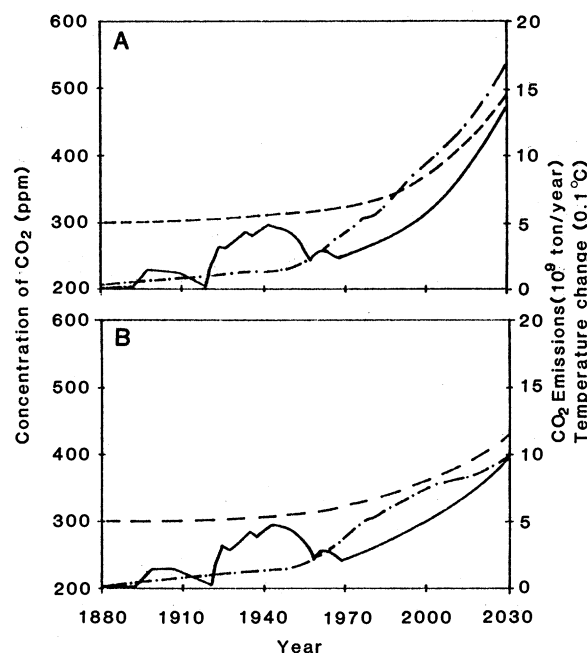 600
500
400
300
200
A
20
15
10
5
0
600
500
400
300
200
B
20
15
10
5
0
1880 1910 1940 1970 2000 2030
Year
Concentration of CO2 (ppm)
CO2 Emissions(10^9 ton/year)
Temperature change (0.1°C)